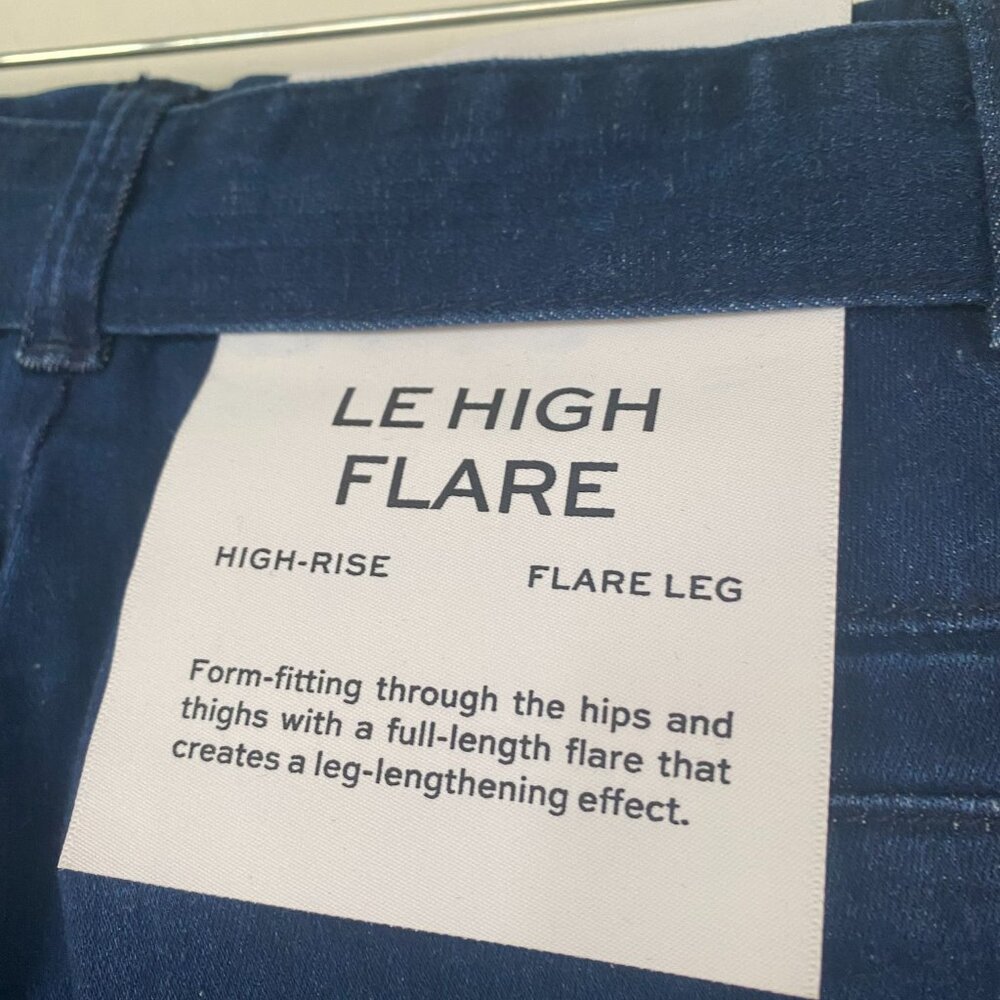 LE HIGH
FLARE
HIGH-RISE FLARE LEG
Form-fitting through the hips and
thighs with a full-length flare that
creates a leg-lengthening effect.